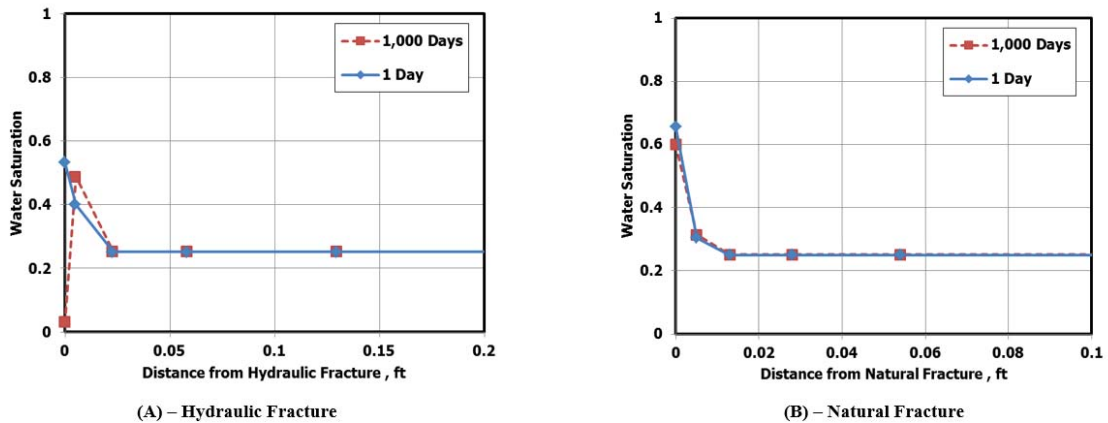 1
0.8
0.6
0.4
0.2
0
Water Saturation
1,000 Days
1 Day
0 0.05 0.1 0.15 0.2
Distance from Hydraulic Fracture , ft
(A) – Hydraulic Fracture
1
0.8
0.6
0.4
0.2
0
Water Saturation
1,000 Days
1 Day
0 0.02 0.04 0.06 0.08 0.1
Distance from Natural Fracture , ft
(B) – Natural Fracture